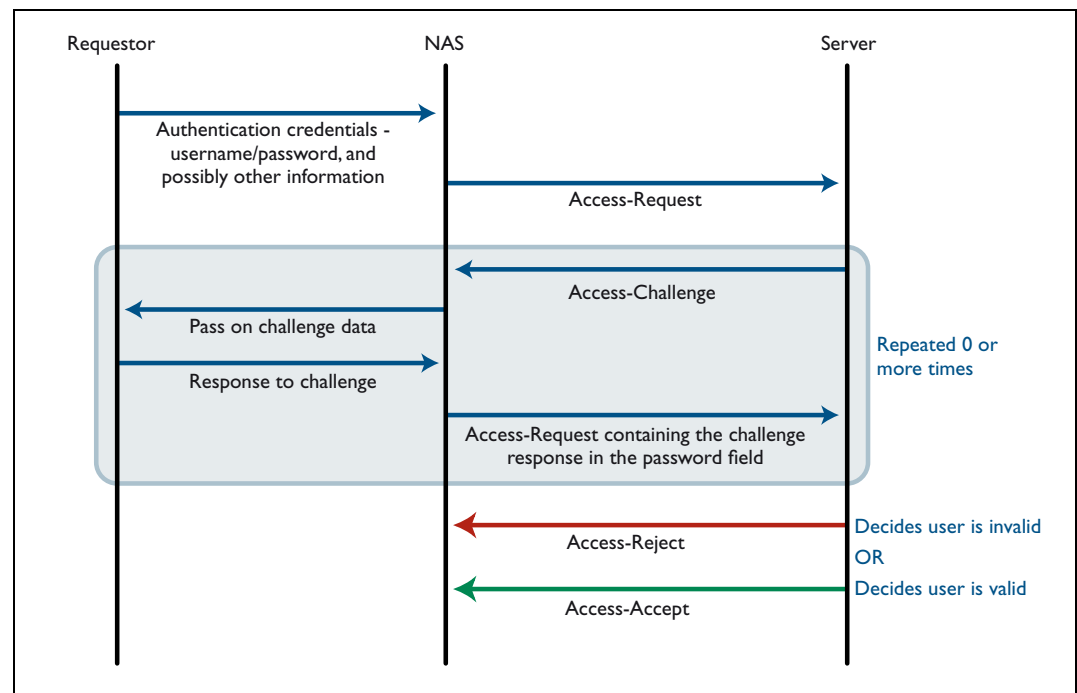 Requestor
NAS
Server
Authentication credentials -
username/password, and
possibly other information
Access-Request
Access-Challenge
Pass on challenge data
Repeated 0 or
more times
Response to challenge
Access-Request containing the challenge
response in the password field
Access-Reject
Decides user is invalid
OR
Decides user is valid
Access-Accept